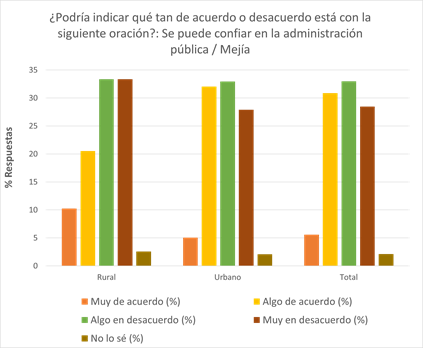 ¿Podría indicar qué tan de acuerdo o desacuerdo está con la
siguiente oración?: Se puede confiar en la administración
pública / Mejía
% Respuestas
35
30
25
20
15
10
5
0
Rural
Urbano
Total
Muy de acuerdo (%)
Algo de acuerdo (%)
Algo en desacuerdo (%)
Muy en desacuerdo (%)
No lo sé (%)